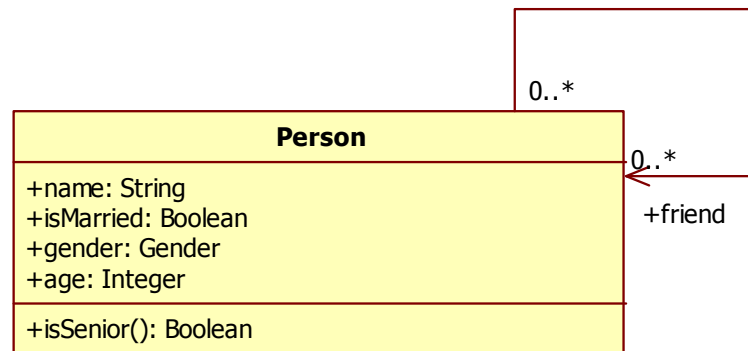 0..*
Person
0..*
+name: String
+isMarried: Boolean
+friend
+gender: Gender
+age: Integer
+isSenior(): Boolean